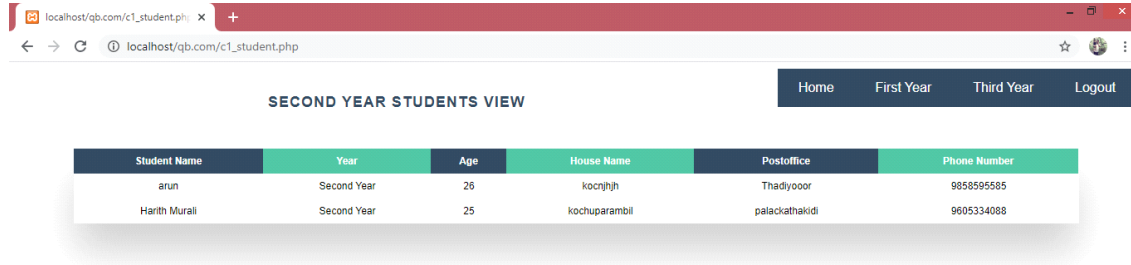 localhost/qb.com/c1_student.php
localhost/qb.com/c1_student.php
Home First Year Third Year Logout
SECOND YEAR STUDENTS VIEW
Student Name Year Age House Name Postoffice Phone Number
arun Second Year 26 kocnjhjh Thadiyooor 9858595585
Harith Murali Second Year 25 kochuparambil palackathakidi 9605334088